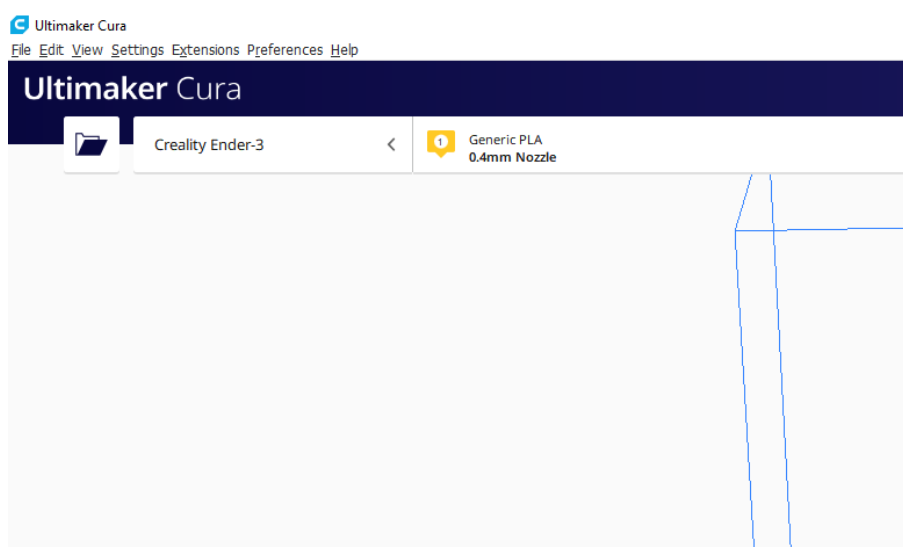 Ultimaker Cura
File Edit View Settings Extensions Preferences Help
Ultimaker Cura
Creality Ender-3
1
Generic PLA
0.4mm Nozzle